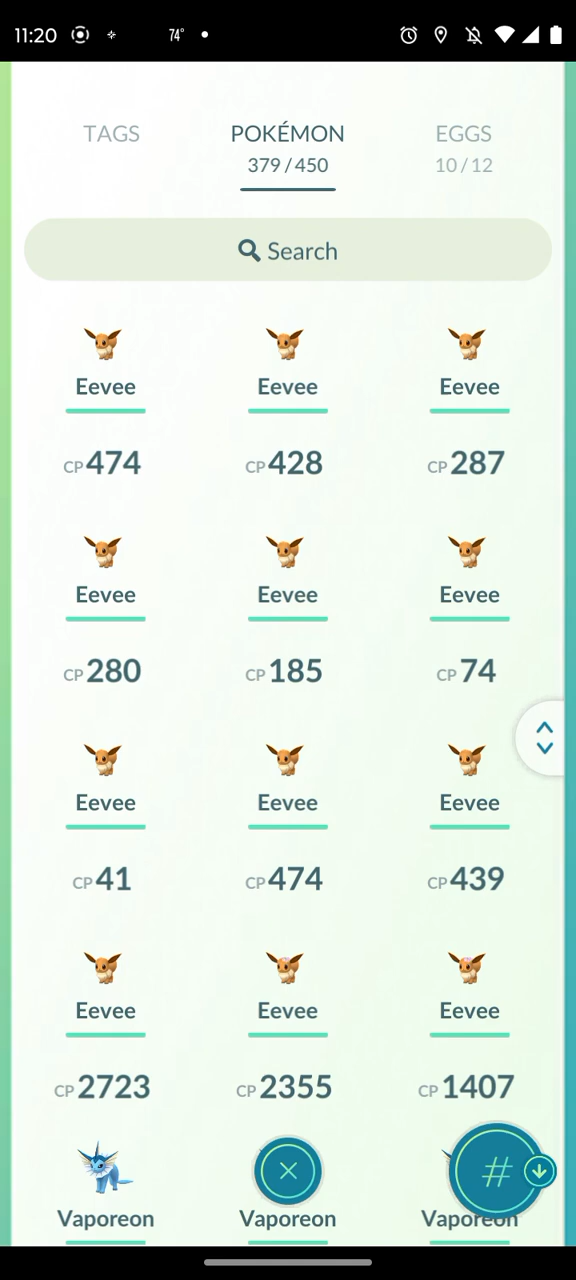 11:20 74°
TAGS POKÉMON EGGS
379 / 450 10 / 12
Search
Eevee Eevee Eevee
CP474 CP428 CP287
Eevee Eevee Eevee
CP280 CP185 CP74
Eevee Eevee Eevee
CP41 CP474 CP439
Eevee Eevee Eevee
CP2723 CP2355 CP1407
#
Vaporeon Vaporeon Vaporeon